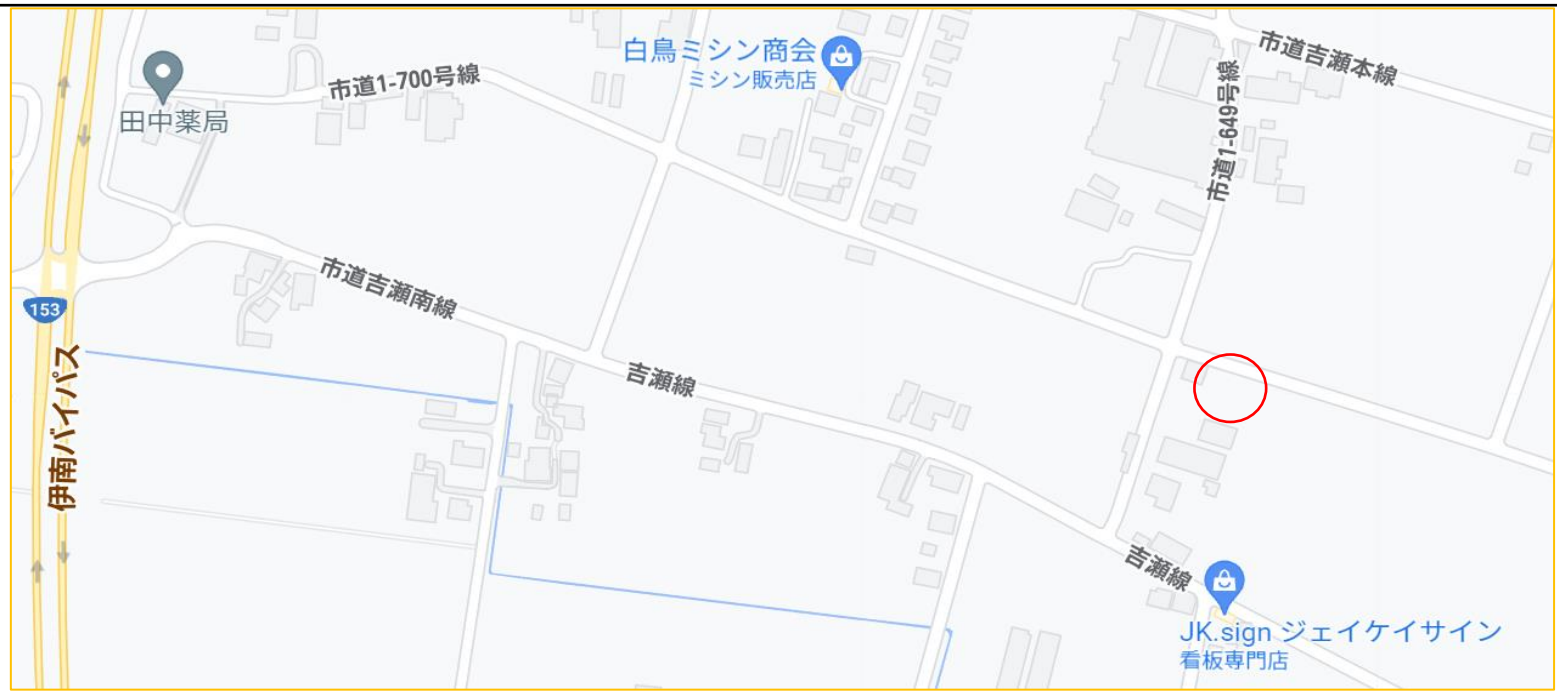 市道吉瀬本線
白鳥ミシン商会
ミシン販売店
市道1-700号線
田中薬局
市道1-649号線
市道吉瀬南線
153
伊南バイパス
吉瀬線
吉瀬線
JK.sign ジェイケイサイン
看板専門店